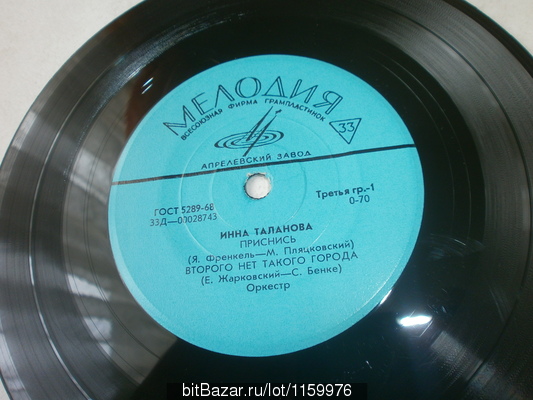 МЕЛОДИЯ
ВСЕСОЮЗНАЯ ФИРМА ГРАМПЛАСТИНОК
33
АПРЕЛЕВСКИЙ ЗАВОД
ГОСТ 5289-68
33Д—00028743
Третья гр.-1
0-70
ИННА ТАЛАНОВА
ПРИСНИСЬ
(Я. Френкель—М. Пляцковский)
ВТОРОГО НЕТ ТАКОГО ГОРОДА
(Е. Жарковский—С. Бенке)
Оркестр
bitBazar.ru/lot/1159976